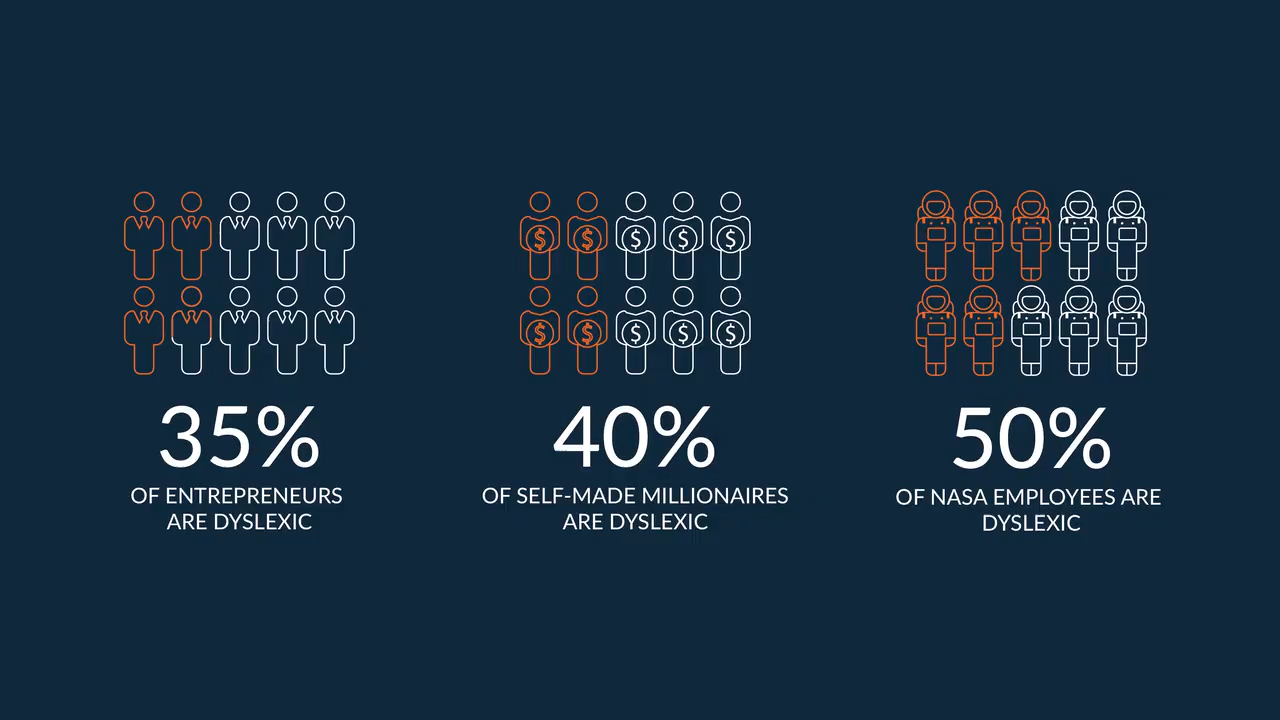 35%
OF ENTREPRENEURS
ARE DYSLEXIC
40%
OF SELF-MADE MILLIONAIRES
ARE DYSLEXIC
50%
OF NASA EMPLOYEES ARE
DYSLEXIC